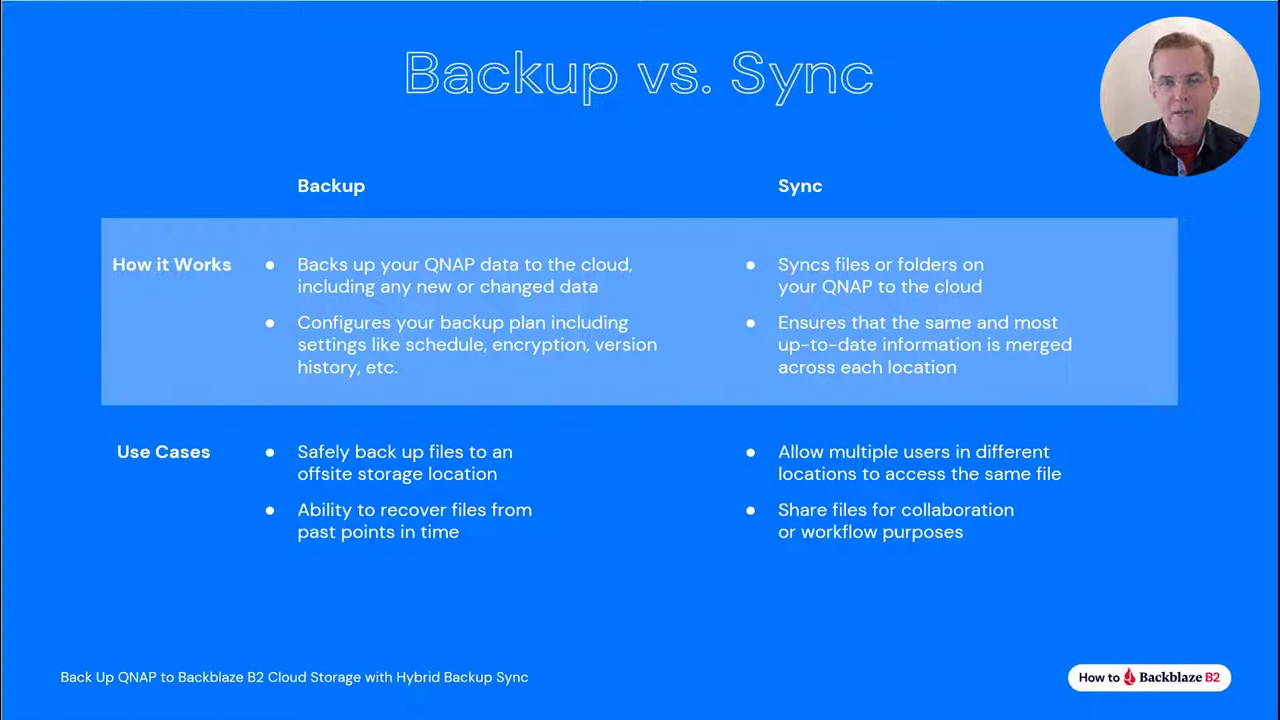 Backup vs. Sync
Backup
Sync
How it Works
● Backs up your QNAP data to the cloud,
including any new or changed data
● Configures your backup plan including
settings like schedule, encryption, version
history, etc.
● Syncs files or folders on
your QNAP to the cloud
● Ensures that the same and most
up-to-date information is merged
across each location
Use Cases
● Safely back up files to an
offsite storage location
● Ability to recover files from
past points in time
● Allow multiple users in different
locations to access the same file
● Share files for collaboration
or workflow purposes
Back Up QNAP to Backblaze B2 Cloud Storage with Hybrid Backup Sync
How to Backblaze B2